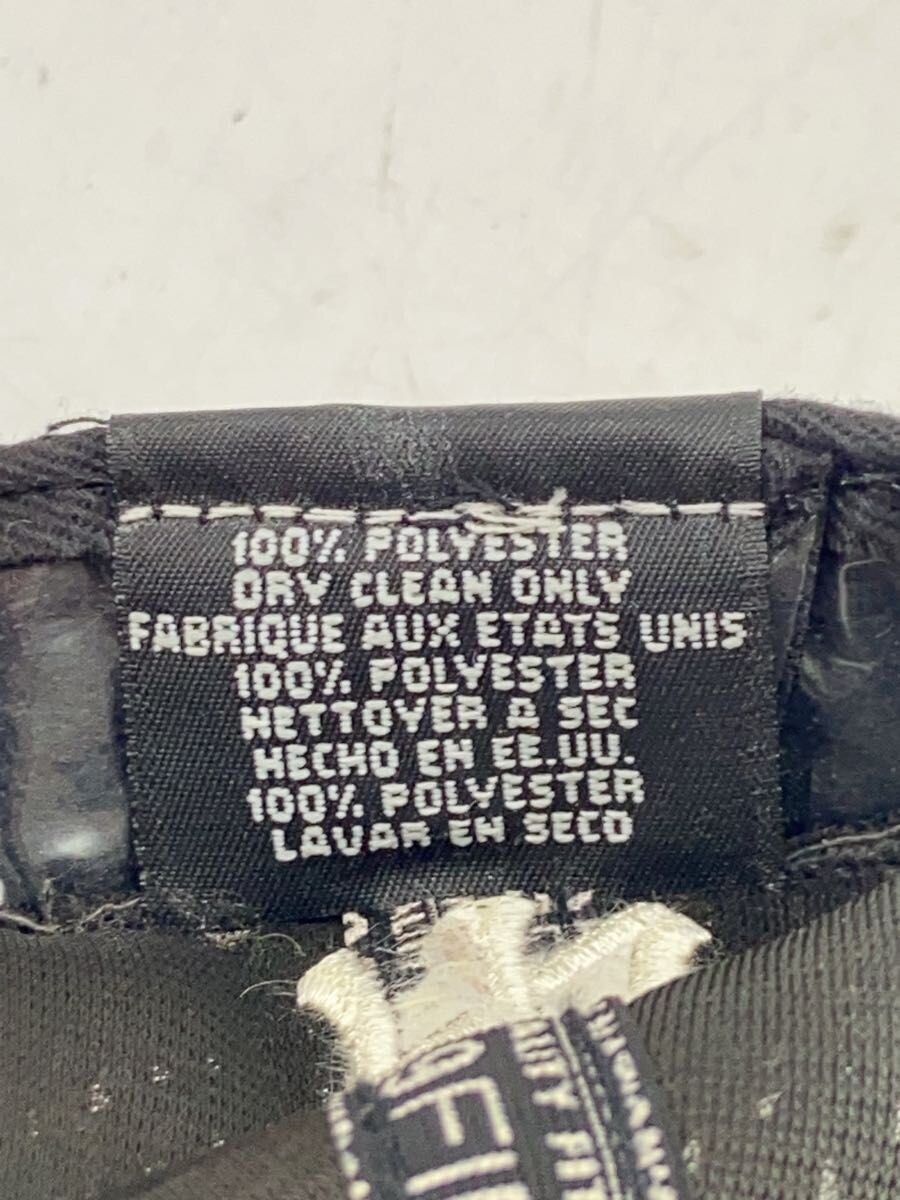 100% POLYESTER
DRY CLEAN ONLY
FABRIQUE AUX ETATS UNIS
100% POLYESTER
NETTOYER A SEC
HECHO EN EE.UU.
100% POLYESTER
LAVAR EN SECO